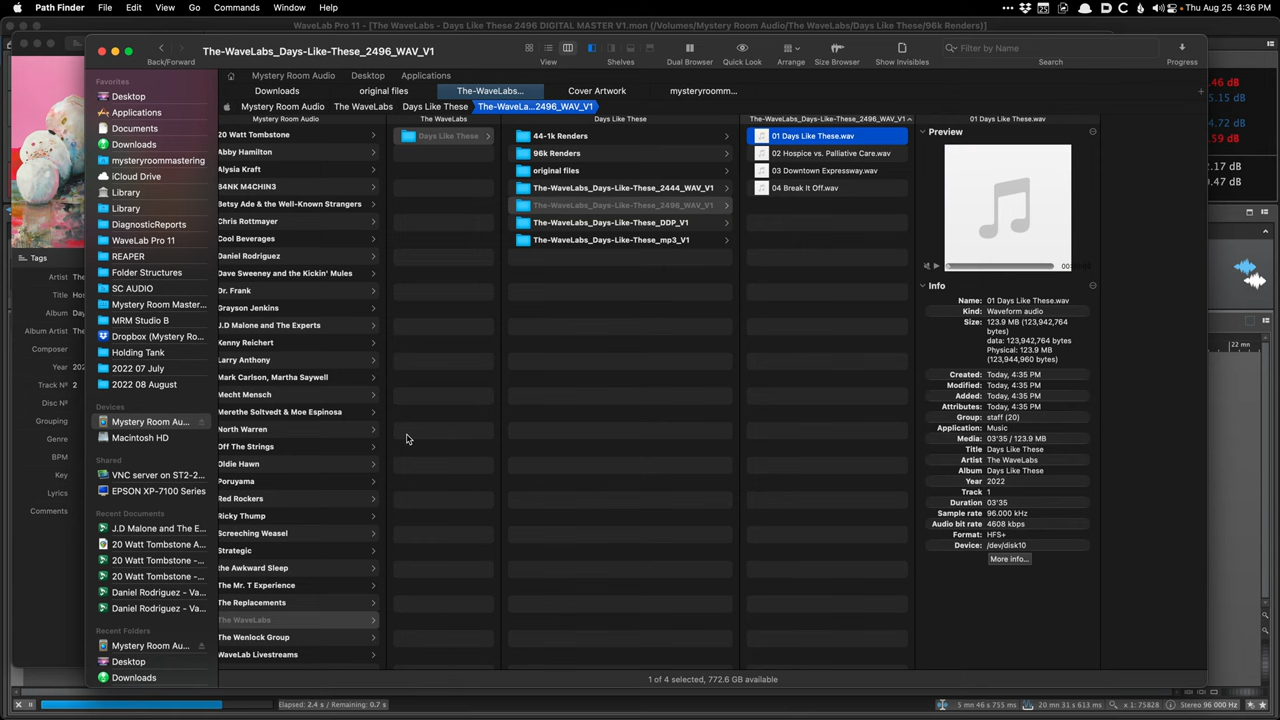 Path Finder File Edit View Go Commands Window Help
Thu Aug 25 4:36 PM
WaveLab Pro 11 - [The WaveLabs - Days Like These 2496 DIGITAL MASTER V1.mon (/Volumes/Mystery Room Audio/The WaveLabs/Days Like These/96k Renders)]
The-WaveLabs_Days-Like-These_2496_WAV_V1
Filter by Name
Back/Forward View Shelves Dual Browser Quick Look Arrange Size Browser Show Invisibles Search Progress
Mystery Room Audio Desktop Applications
Downloads original files The-WaveLabs... Cover Artwork mysteryroomm...
Mystery Room Audio The WaveLabs Days Like These The-WaveLa...2496_WAV_V1
Mystery Room Audio The WaveLabs Days Like These The-WaveLabs_Days-Like-These_2496_WAV_V1 01 Days Like These.wav
Favorites
Desktop
Applications
Documents
Downloads
mysteryroommastering
iCloud Drive
Library
Library
DiagnosticReports
WaveLab Pro 11
REAPER
Folder Structures
SC AUDIO
Mystery Room Master...
MRM Studio B
Dropbox (Mystery Ro...
Holding Tank
2022 07 July
2022 08 August
Devices
Mystery Room Au...
Macintosh HD
Shared
VNC server on ST2-2...
EPSON XP-7100 Series
Recent Documents
J.D Malone and The E...
20 Watt Tombstone A...
20 Watt Tombstone -...
20 Watt Tombstone -...
Daniel Rodriguez - Va...
Daniel Rodriguez - Va...
Recent Folders
Mystery Room Au...
Desktop
Downloads
20 Watt Tombstone
Abby Hamilton
Alysia Kraft
B4NK M4CHIN3
Betsy Ade & the Well-Known Strangers
Chris Rottmayer
Cool Beverages
Daniel Rodriguez
Dave Sweeney and the Kickin' Mules
Dr. Frank
Grayson Jenkins
J.D Malone and The Experts
Kenny Reichert
Larry Anthony
Mark Carlson, Martha Saywell
Mecht Mensch
Merethe Soltvedt & Moe Espinosa
North Warren
Off The Strings
Oldie Hawn
Poruyama
Red Rockers
Ricky Thump
Screeching Weasel
Strategic
the Awkward Sleep
The Mr. T Experience
The Replacements
The WaveLabs
The Wenlock Group
WaveLab Livestreams
Days Like These
44-1k Renders
96k Renders
original files
The-WaveLabs_Days-Like-These_2444_WAV_V1
The-WaveLabs_Days-Like-These_2496_WAV_V1
The-WaveLabs_Days-Like-These_DDP_V1
The-WaveLabs_Days-Like-These_mp3_V1
01 Days Like These.wav
02 Hospice vs. Palliative Care.wav
03 Downtown Expressway.wav
04 Break It Off.wav
Preview
Info
Name: 01 Days Like These.wav
Kind: Waveform audio
Size: 123.9 MB (123,942,764
bytes)
data: 123,942,764 bytes
Physical: 123.9 MB
(123,944,960 bytes)
Created: Today, 4:35 PM
Modified: Today, 4:35 PM
Added: Today, 4:35 PM
Attributes: Today, 4:35 PM
Group: staff (20)
Application: Music
Media: 03'35 / 123.9 MB
Title Days Like These
Artist The WaveLabs
Album Days Like These
Year 2022
Track 1
Duration 03'35
Sample rate 96.000 kHz
Audio bit rate 4608 kbps
Format: HFS+
Device: /dev/disk10
More info...
1 of 4 selected, 772.6 GB available
Tags
Artist The
Title Ho
Album Day
Album Artist The
Composer
Year 202
Track Nº 2
Disc Nº
Grouping
Genre
BPM
Key
Lyrics
Comments
22 mn
Elapsed: 2.4 s / Remaining: 0.7 s
5 mn 46 s 755 ms 20 mn 31 s 613 ms x 1: 75828 Stereo 96 000 Hz